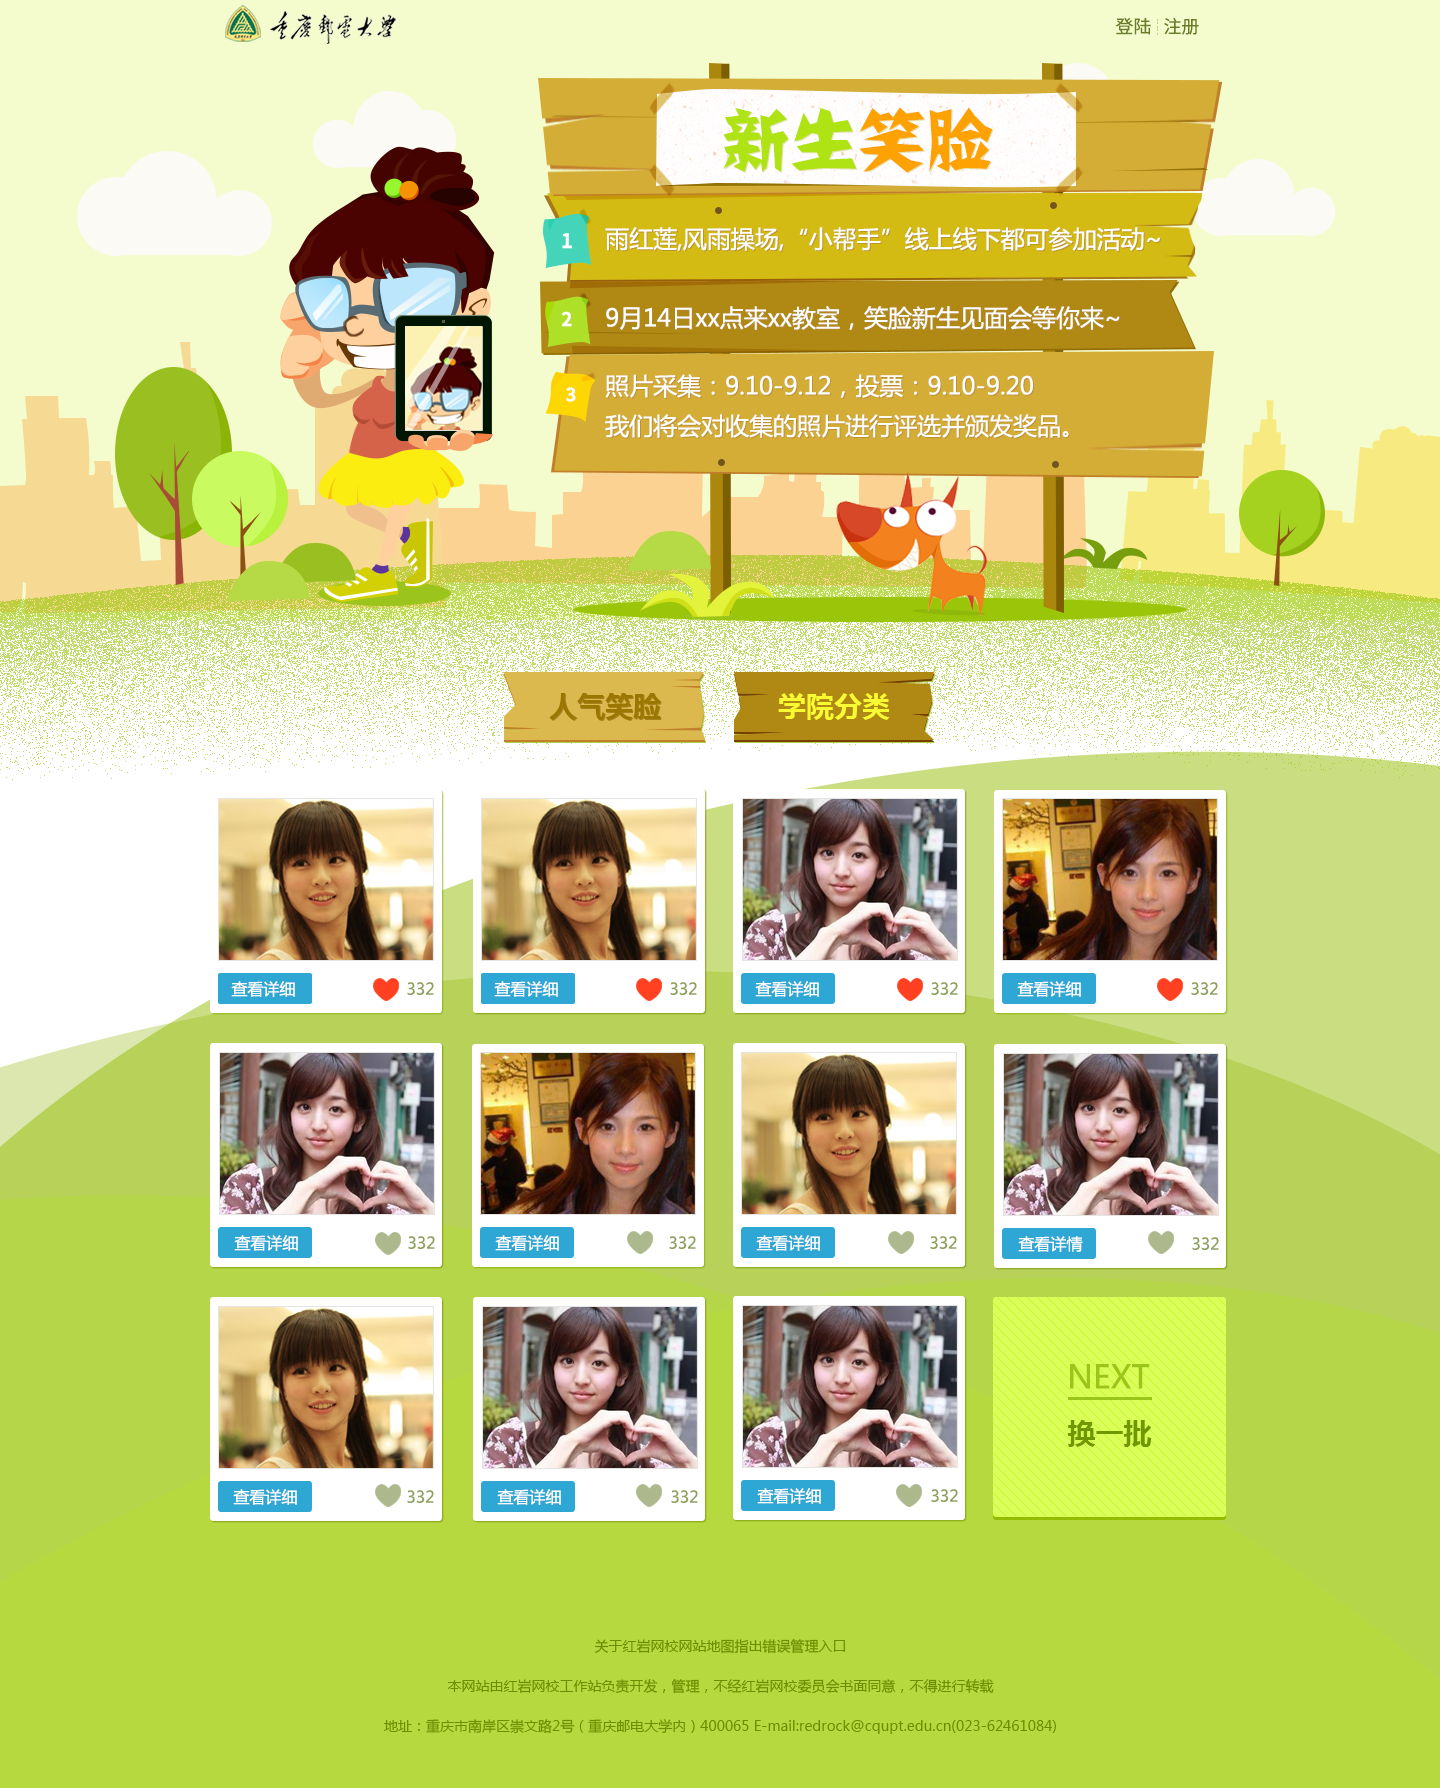 重庆邮电大学
登陆 注册
新生笑脸
1 雨红莲,风雨操场,“小帮手”线上线下都可参加活动~
2 9月14日xx点来xx教室，笑脸新生见面会等你来~
3 照片采集：9.10-9.12，投票：9.10-9.20
我们将会对收集的照片进行评选并颁发奖品。
人气笑脸 学院分类
查看详细 332 查看详细 332 查看详细 332 查看详细 332
查看详细 332 查看详细 332 查看详细 332 查看详情 332
查看详细 332 查看详细 332 查看详细 332
NEXT
换一批
关于红岩网校网站地图指出错误管理入口
本网站由红岩网校工作站负责开发，管理，不经红岩网校委员会书面同意，不得进行转载
地址：重庆市南岸区崇文路2号（重庆邮电大学内）400065 E-mail:redrock@cqupt.edu.cn(023-62461084)